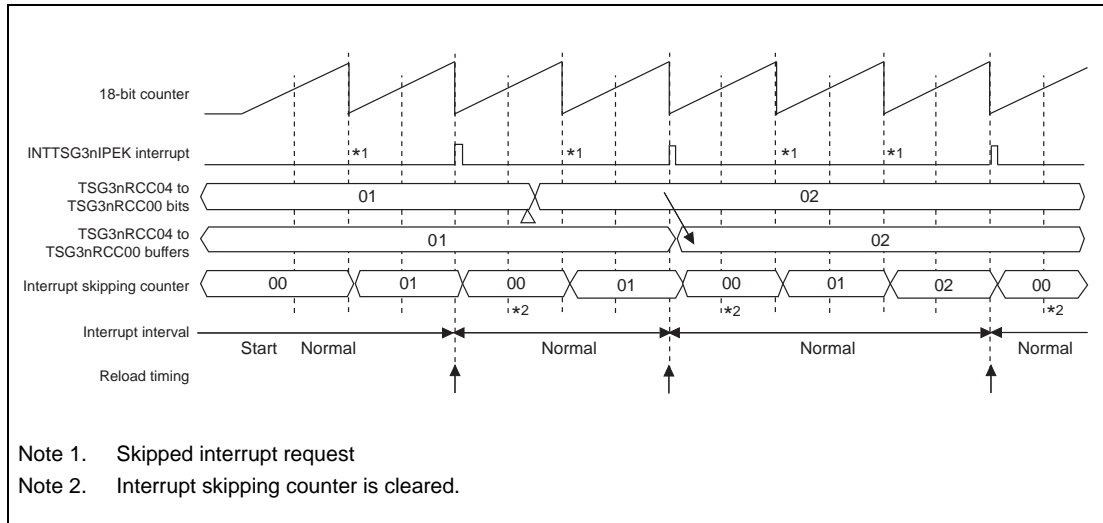 18-bit counter
INTTSG3nIPEK interrupt
*1 *1 *1 *1
TSG3nRCC04 to
TSG3nRCC00 bits
01 02
TSG3nRCC04 to
TSG3nRCC00 buffers
01 02
Interrupt skipping counter
00 01 00 01 00 01 02 00
*2 *2 *2
Interrupt interval
Start Normal Normal Normal Normal
Reload timing
Note 1. Skipped interrupt request
Note 2. Interrupt skipping counter is cleared.